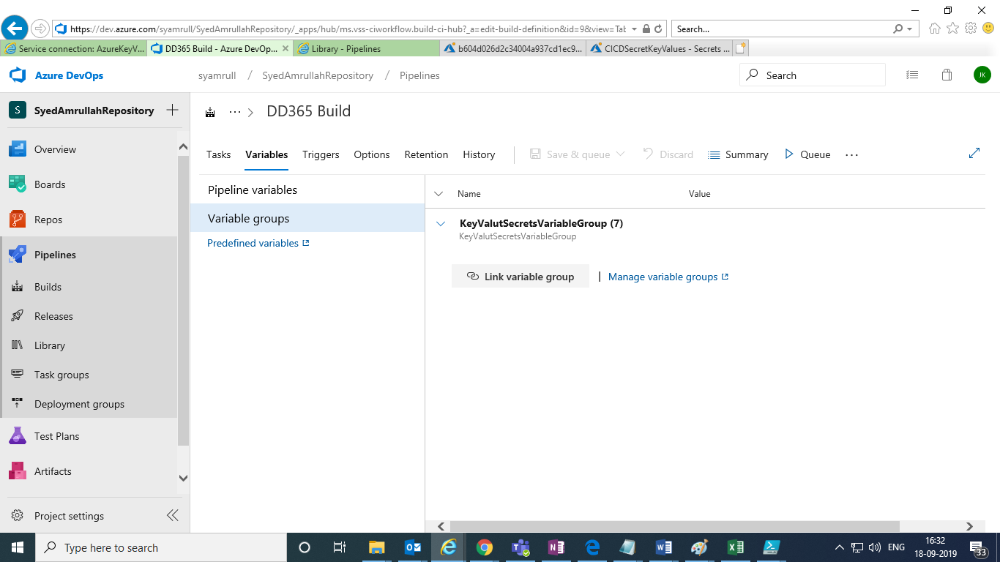 https://dev.azure.com/syamrull/SyedAmrullahRepository/_apps/hub/ms.vss-ciworkflow.build-ci-hub?_a=edit-build-definition&id=9&view=Tab
Search...
Service connection: AzureKeyV...
DD365 Build - Azure DevOp...
Library - Pipelines
b604d026d2c34004a937cd1ec9...
CICDSecretKeyValues - Secrets ...
Azure DevOps
syamrull / SyedAmrullahRepository / Pipelines
Search
JK
S
SyedAmrullahRepository
DD365 Build
Overview
Boards
Repos
Pipelines
Builds
Releases
Library
Task groups
Deployment groups
Test Plans
Artifacts
Project settings
Tasks
Variables
Triggers
Options
Retention
History
Save & queue
Discard
Summary
Queue
Pipeline variables
Variable groups
Predefined variables
Name
Value
KeyValutSecretsVariableGroup (7)
KeyValutSecretsVariableGroup
Link variable group
| Manage variable groups
Type here to search
ENG
16:32
18-09-2019
33